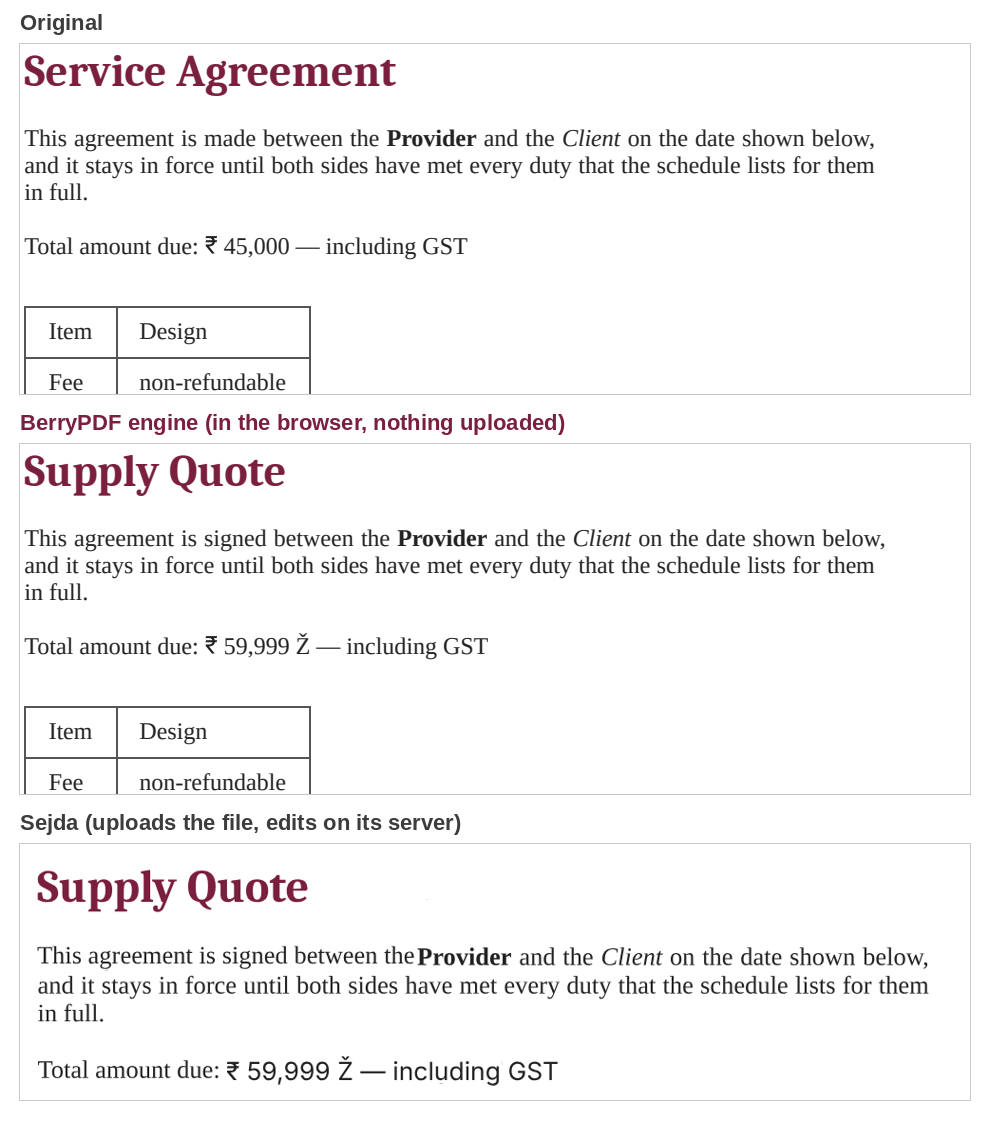 Original
Service Agreement
This agreement is made between the Provider and the Client on the date shown below,
and it stays in force until both sides have met every duty that the schedule lists for them
in full.
Total amount due: ₹ 45,000 — including GST
Item Design
Fee non-refundable
BerryPDF engine (in the browser, nothing uploaded)
Supply Quote
This agreement is signed between the Provider and the Client on the date shown below,
and it stays in force until both sides have met every duty that the schedule lists for them
in full.
Total amount due: ₹ 59,999 Ž — including GST
Item Design
Fee non-refundable
Sejda (uploads the file, edits on its server)
Supply Quote
This agreement is signed between the Provider and the Client on the date shown below,
and it stays in force until both sides have met every duty that the schedule lists for them
in full.
Total amount due: ₹ 59,999 Ž — including GST